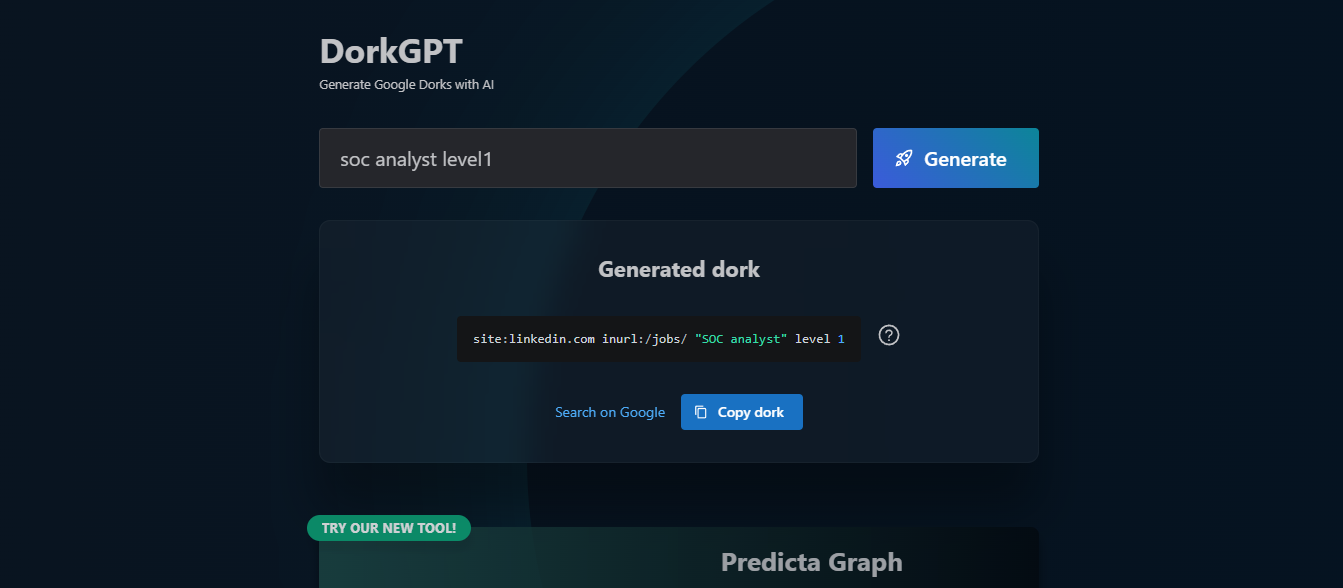 DorkGPT
Generate Google Dorks with AI
soc analyst level1
Generate
Generated dork
site:linkedin.com inurl:/jobs/ "SOC analyst" level 1
?
Search on Google
Copy dork
TRY OUR NEW TOOL!
Predicta Graph